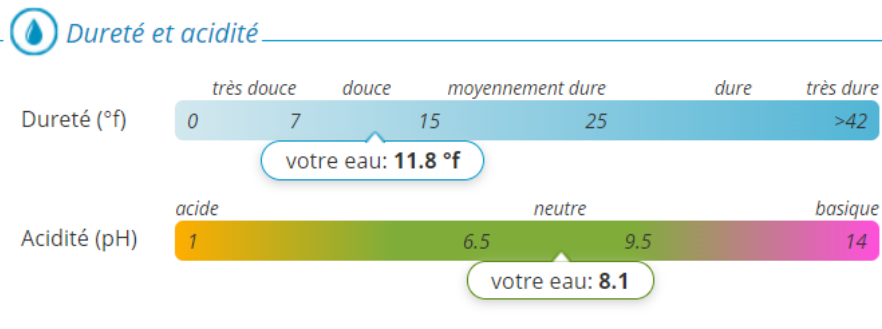 Dureté et acidité
très douce douce moyennement dure dure très dure
Dureté (°f) 0 7 15 25 >42
votre eau: 11.8 °f
acide neutre basique
Acidité (pH) 1 6.5 9.5 14
votre eau: 8.1